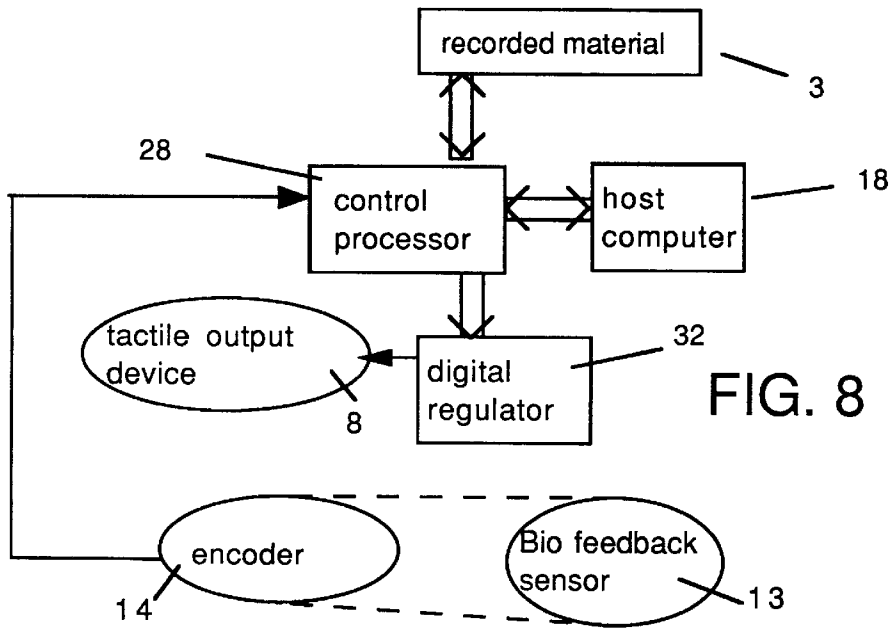 recorded material
3
28
control
processor
host
computer
18
tactile output
device
8
digital
regulator
32
FIG. 8
encoder
14
Bio feedback
sensor
13